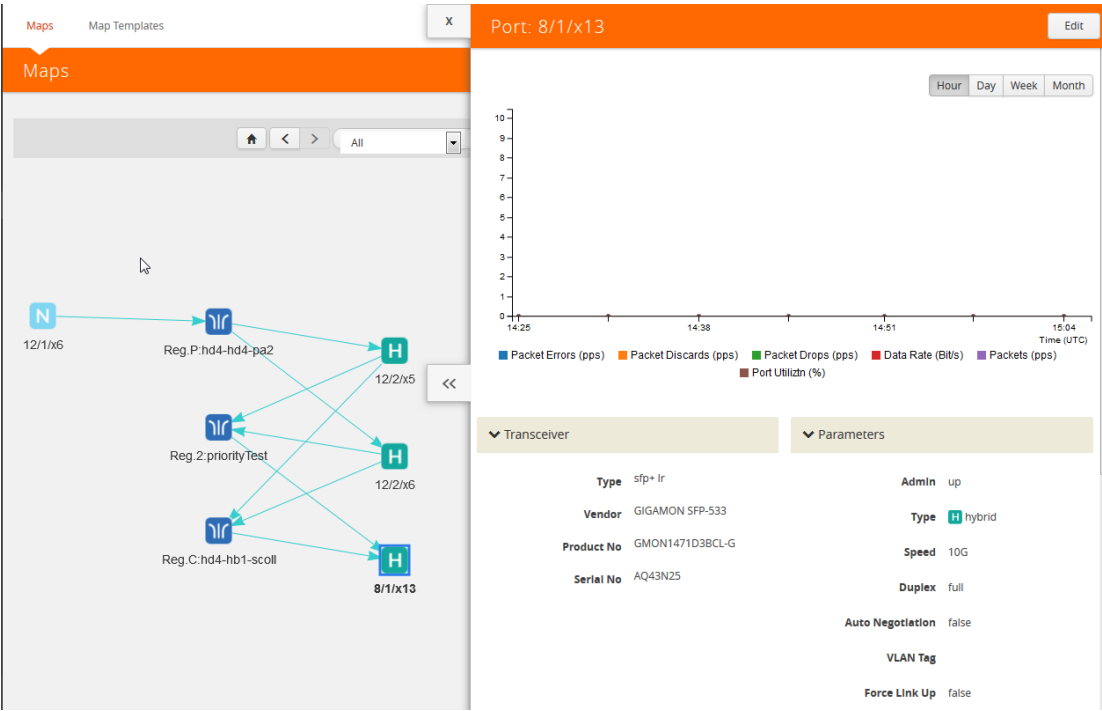 Maps Map Templates x
Maps
All
N
12/1/x6
Reg.P:hd4-hd4-pa2
H
12/2/x5
Reg.2:priorityTest
H
12/2/x6
Reg.C:hd4-hb1-scoll
H
8/1/x13
<<
Port: 8/1/x13 Edit
Hour Day Week Month
10
9
8
7
6
5
4
3
2
1
0
14:25 14:38 14:51 15:04
Time (UTC)
Packet Errors (pps) Packet Discards (pps) Packet Drops (pps) Data Rate (Bit/s) Packets (pps)
Port Utiliztn (%)
Transceiver
Type sfp+ lr
Vendor GIGAMON SFP-533
Product No GMON1471D3BCL-G
Serial No AQ43N25
Parameters
Admin up
Type H hybrid
Speed 10G
Duplex full
Auto Negotiation false
VLAN Tag
Force Link Up false